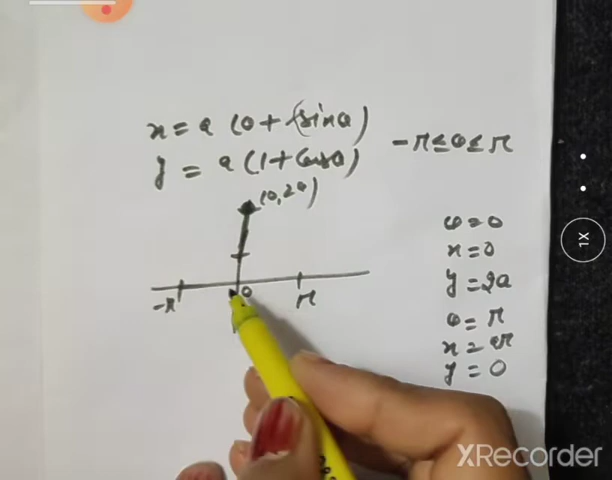 x = a (θ + (sinθ)
y = a (1 + cosθ)
-π ≤ θ ≤ π
(0, 2a)
-π
0
π
θ = 0
x = 0
y = 2a
θ = π
x = aπ
y = 0
1X
XRecorder